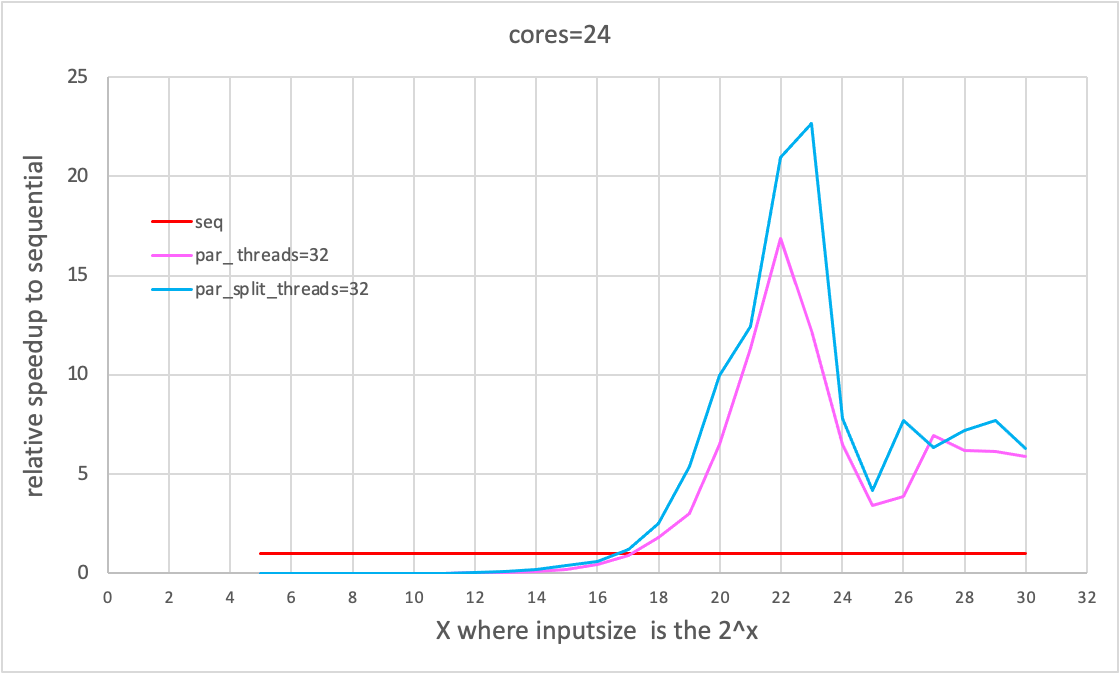 cores=24
relative speedup to sequential
25
20
15
10
5
0
seq
par_ threads=32
par_split_threads=32
0 2 4 6 8 10 12 14 16 18 20 22 24 26 28 30 32
X where inputsize  is the 2^x